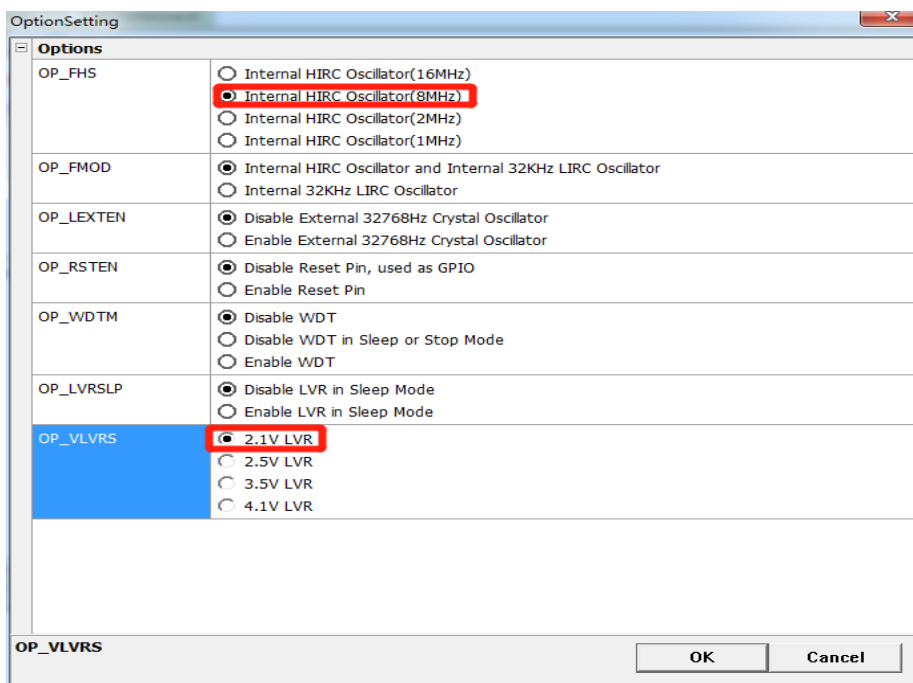 OptionSetting
Options
OP_FHS
Internal HIRC Oscillator(16MHz)
Internal HIRC Oscillator(8MHz)
Internal HIRC Oscillator(2MHz)
Internal HIRC Oscillator(1MHz)
OP_FMOD
Internal HIRC Oscillator and Internal 32KHz LIRC Oscillator
Internal 32KHz LIRC Oscillator
OP_LEXTEN
Disable External 32768Hz Crystal Oscillator
Enable External 32768Hz Crystal Oscillator
OP_RSTEN
Disable Reset Pin, used as GPIO
Enable Reset Pin
OP_WDTM
Disable WDT
Disable WDT in Sleep or Stop Mode
Enable WDT
OP_LVRSLP
Disable LVR in Sleep Mode
Enable LVR in Sleep Mode
OP_VLVRS
2.1V LVR
2.5V LVR
3.5V LVR
4.1V LVR
OP_VLVRS
OK
Cancel